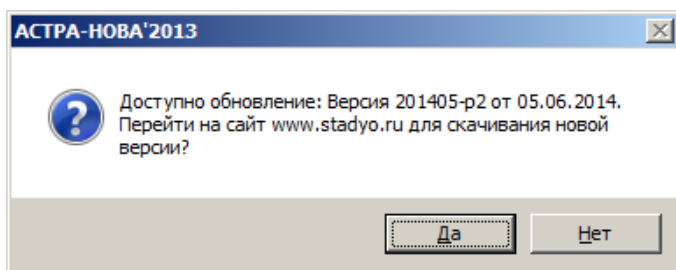 АСТРА-НОВА'2013
Доступно обновление: Версия 201405-p2 от 05.06.2014.
Перейти на сайт www.stadyo.ru для скачивания новой
версии?
Да
Нет